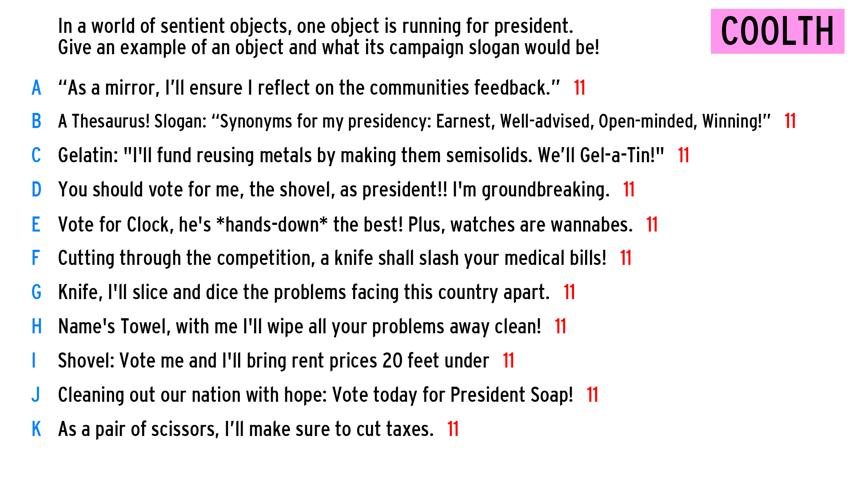 In a world of sentient objects, one object is running for president.
Give an example of an object and what its campaign slogan would be!
COOLTH
A “As a mirror, I’ll ensure I reflect on the communities feedback.” 11
B A Thesaurus! Slogan: “Synonyms for my presidency: Earnest, Well-advised, Open-minded, Winning!” 11
C Gelatin: "I'll fund reusing metals by making them semisolids. We’ll Gel-a-Tin!" 11
D You should vote for me, the shovel, as president!! I'm groundbreaking. 11
E Vote for Clock, he's *hands-down* the best! Plus, watches are wannabes. 11
F Cutting through the competition, a knife shall slash your medical bills! 11
G Knife, I'll slice and dice the problems facing this country apart. 11
H Name's Towel, with me I'll wipe all your problems away clean! 11
I Shovel: Vote me and I'll bring rent prices 20 feet under 11
J Cleaning out our nation with hope: Vote today for President Soap! 11
K As a pair of scissors, I’ll make sure to cut taxes. 11